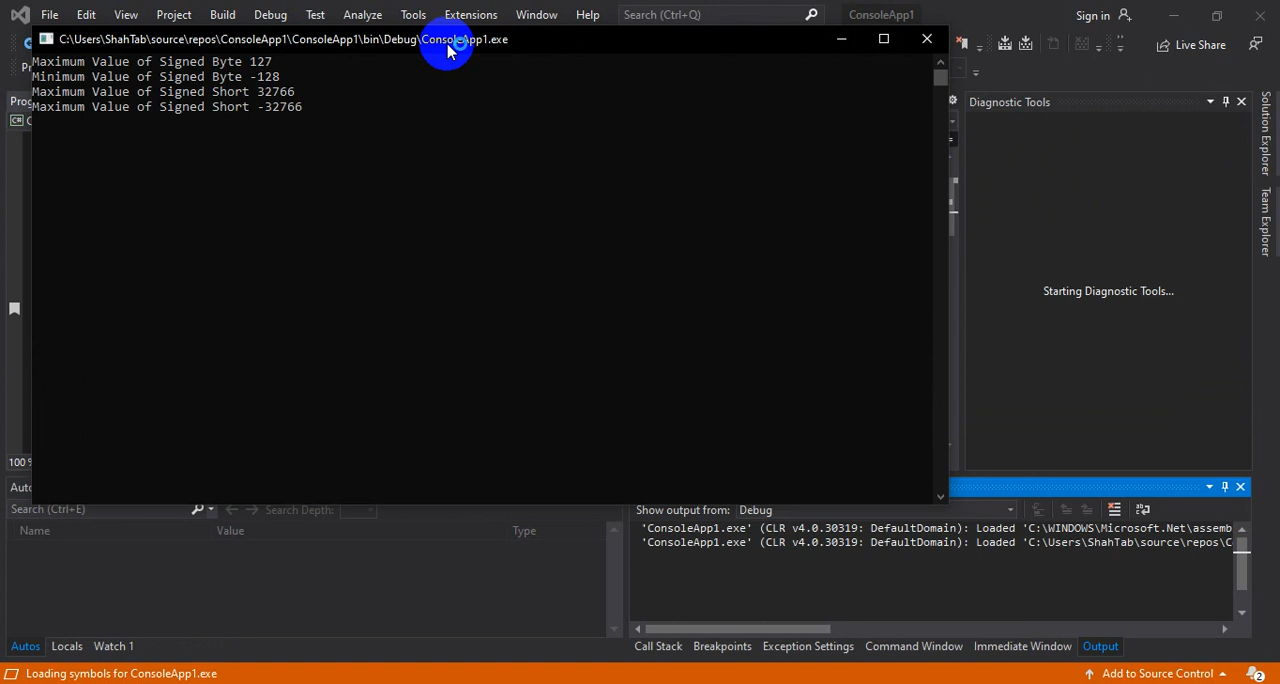 File Edit View Project Build Debug Test Analyze Tools Extensions Window Help Search (Ctrl+Q) ConsoleApp1 Sign in
C:\Users\ShahTab\source\repos\ConsoleApp1\ConsoleApp1\bin\Debug\ConsoleApp1.exe
Live Share
Maximum Value of Signed Byte 127
Minimum Value of Signed Byte -128
Maximum Value of Signed Short 32766
Maximum Value of Signed Short -32766
Diagnostic Tools
Solution Explorer
Team Explorer
Starting Diagnostic Tools...
100 %
Search (Ctrl+E) Search Depth:
Name Value Type
Show output from: Debug
'ConsoleApp1.exe' (CLR v4.0.30319: DefaultDomain): Loaded 'C:\WINDOWS\Microsoft.Net\assemb
'ConsoleApp1.exe' (CLR v4.0.30319: DefaultDomain): Loaded 'C:\Users\ShahTab\source\repos\C
Autos Locals Watch 1
Call Stack Breakpoints Exception Settings Command Window Immediate Window Output
Loading symbols for ConsoleApp1.exe
Add to Source Control
2